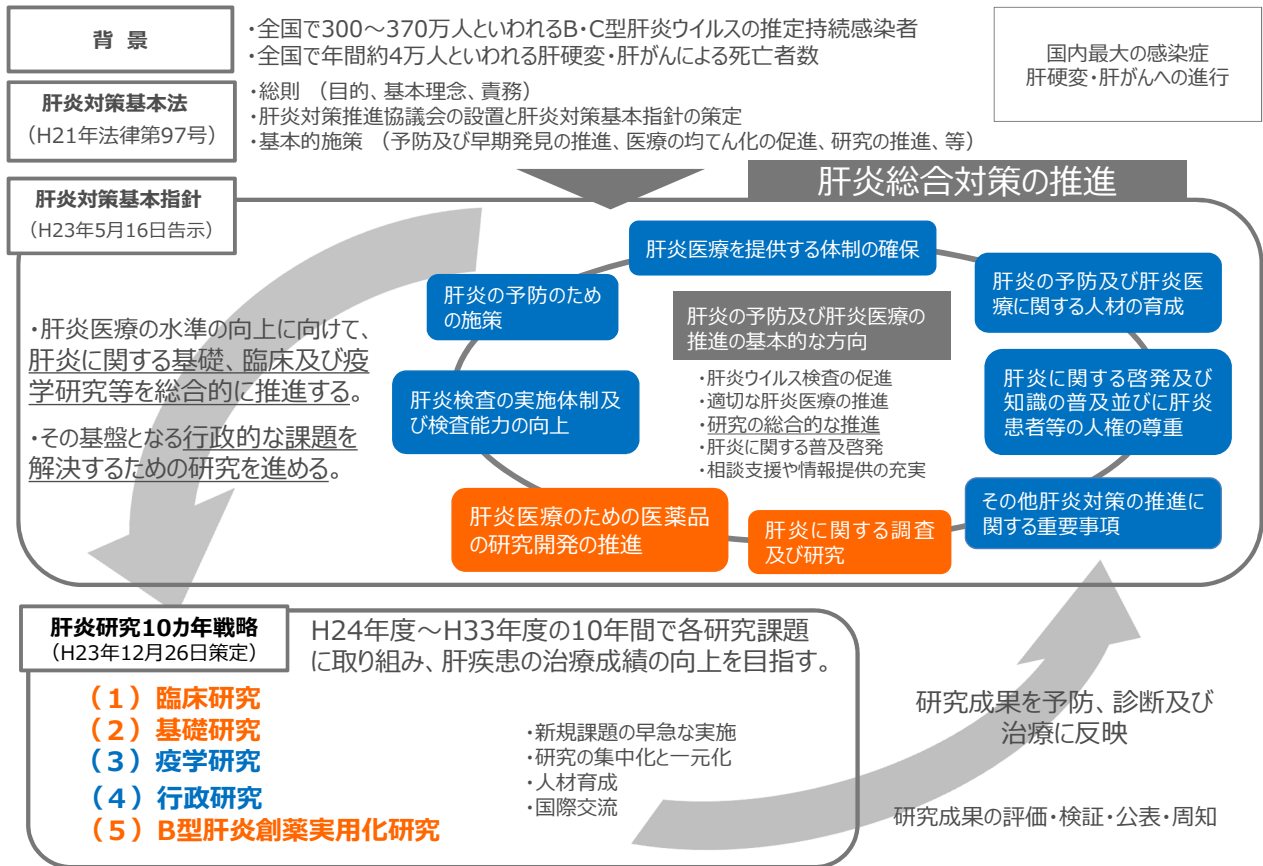 背 景
・全国で300～370万人といわれるB・C型肝炎ウイルスの推定持続感染者
・全国で年間約4万人といわれる肝硬変・肝がんによる死亡者数
国内最大の感染症
肝硬変・肝がんへの進行
肝炎対策基本法
（H21年法律第97号）
・総則 （目的、基本理念、責務）
・肝炎対策推進協議会の設置と肝炎対策基本指針の策定
・基本的施策 （予防及び早期発見の推進、医療の均てん化の促進、研究の推進、等）
肝炎総合対策の推進
肝炎対策基本指針
（H23年5月16日告示）
・肝炎医療の水準の向上に向けて、
肝炎に関する基礎、臨床及び疫
学研究等を総合的に推進する。
・その基盤となる行政的な課題を
解決するための研究を進める。
肝炎医療を提供する体制の確保
肝炎の予防のため
の施策
肝炎の予防及び肝炎医
療に関する人材の育成
肝炎の予防及び肝炎医療の
推進の基本的な方向
・肝炎ウイルス検査の促進
・適切な肝炎医療の推進
・研究の総合的な推進
・肝炎に関する普及啓発
・相談支援や情報提供の充実
肝炎検査の実施体制及
び検査能力の向上
肝炎に関する啓発及び
知識の普及並びに肝炎
患者等の人権の尊重
肝炎医療のための医薬品
の研究開発の推進
肝炎に関する調査
及び研究
その他肝炎対策の推進に
関する重要事項
肝炎研究10カ年戦略
（H23年12月26日策定）
H24年度～H33年度の10年間で各研究課題
に取り組み、肝疾患の治療成績の向上を目指す。
（1）臨床研究
（2）基礎研究
（3）疫学研究
（4）行政研究
（5）B型肝炎創薬実用化研究
・新規課題の早急な実施
・研究の集中化と一元化
・人材育成
・国際交流
研究成果を予防、診断及び
治療に反映
研究成果の評価・検証・公表・周知